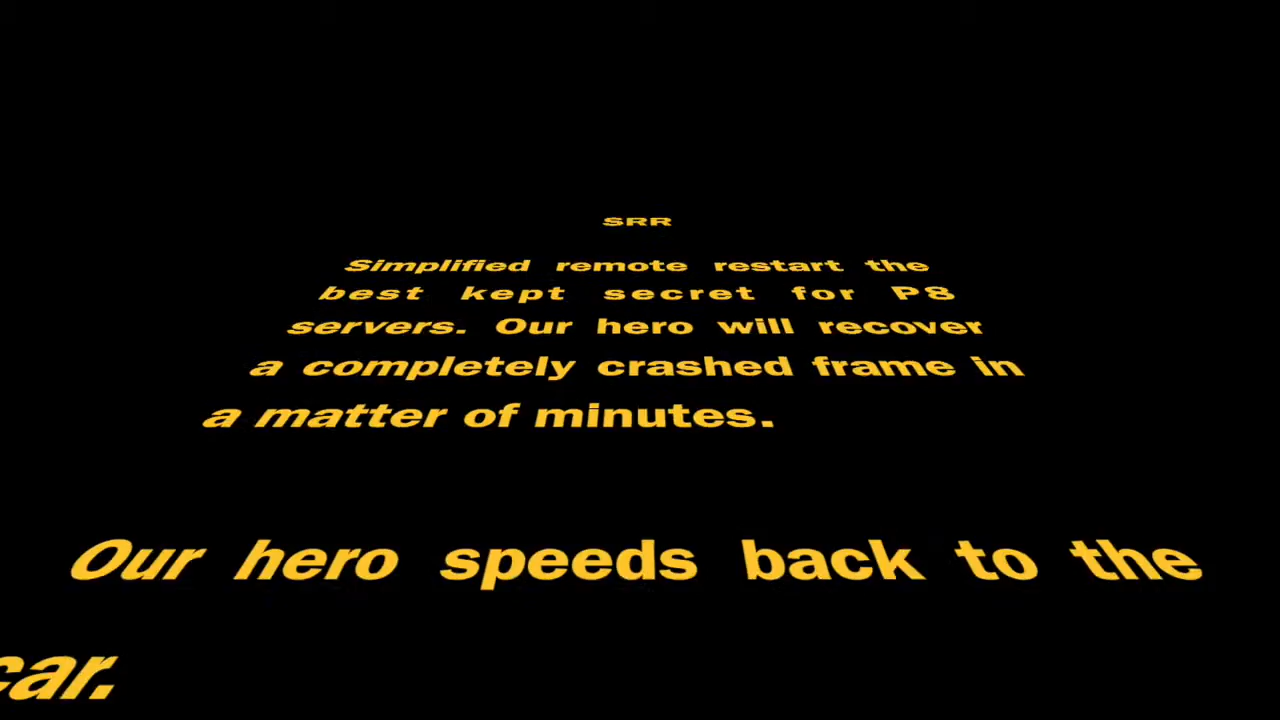 SRR
Simplified remote restart the
best kept secret for P8
servers. Our hero will recover
a completely crashed frame in
a matter of minutes.
Our hero speeds back to the
car.